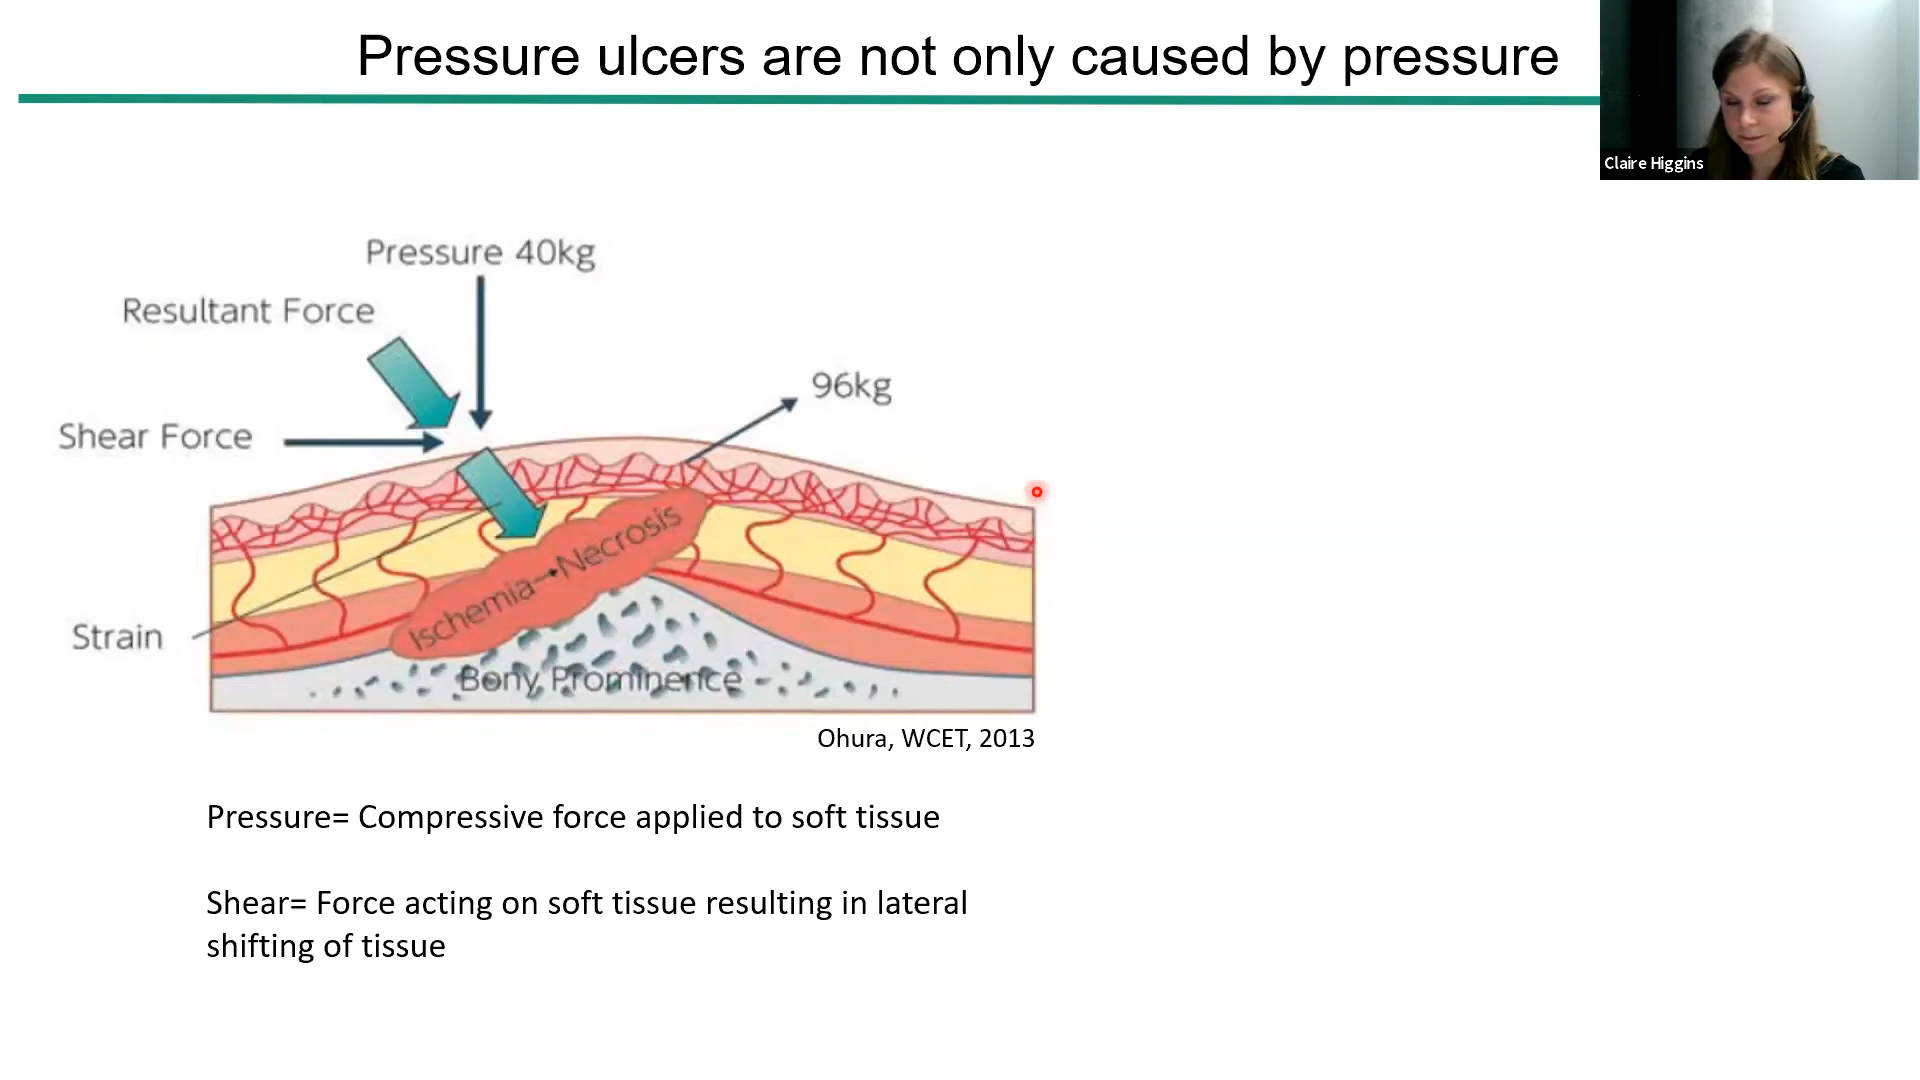 Pressure ulcers are not only caused by pressure
Claire Higgins
Pressure 40kg
Resultant Force
96kg
Shear Force
Ischemia→Necrosis
Strain
Bony Prominence
Ohura, WCET, 2013
Pressure= Compressive force applied to soft tissue
Shear= Force acting on soft tissue resulting in lateral
shifting of tissue